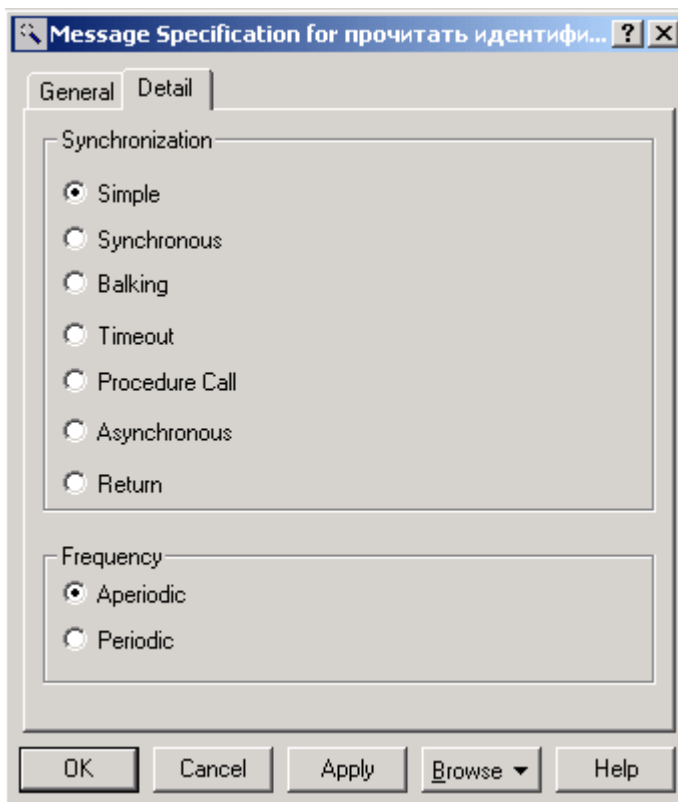 Message Specification for прочитать идентифи...
General Detail
Synchronization
Simple
Synchronous
Balking
Timeout
Procedure Call
Asynchronous
Return
Frequency
Aperiodic
Periodic
OK Cancel Apply Browse Help